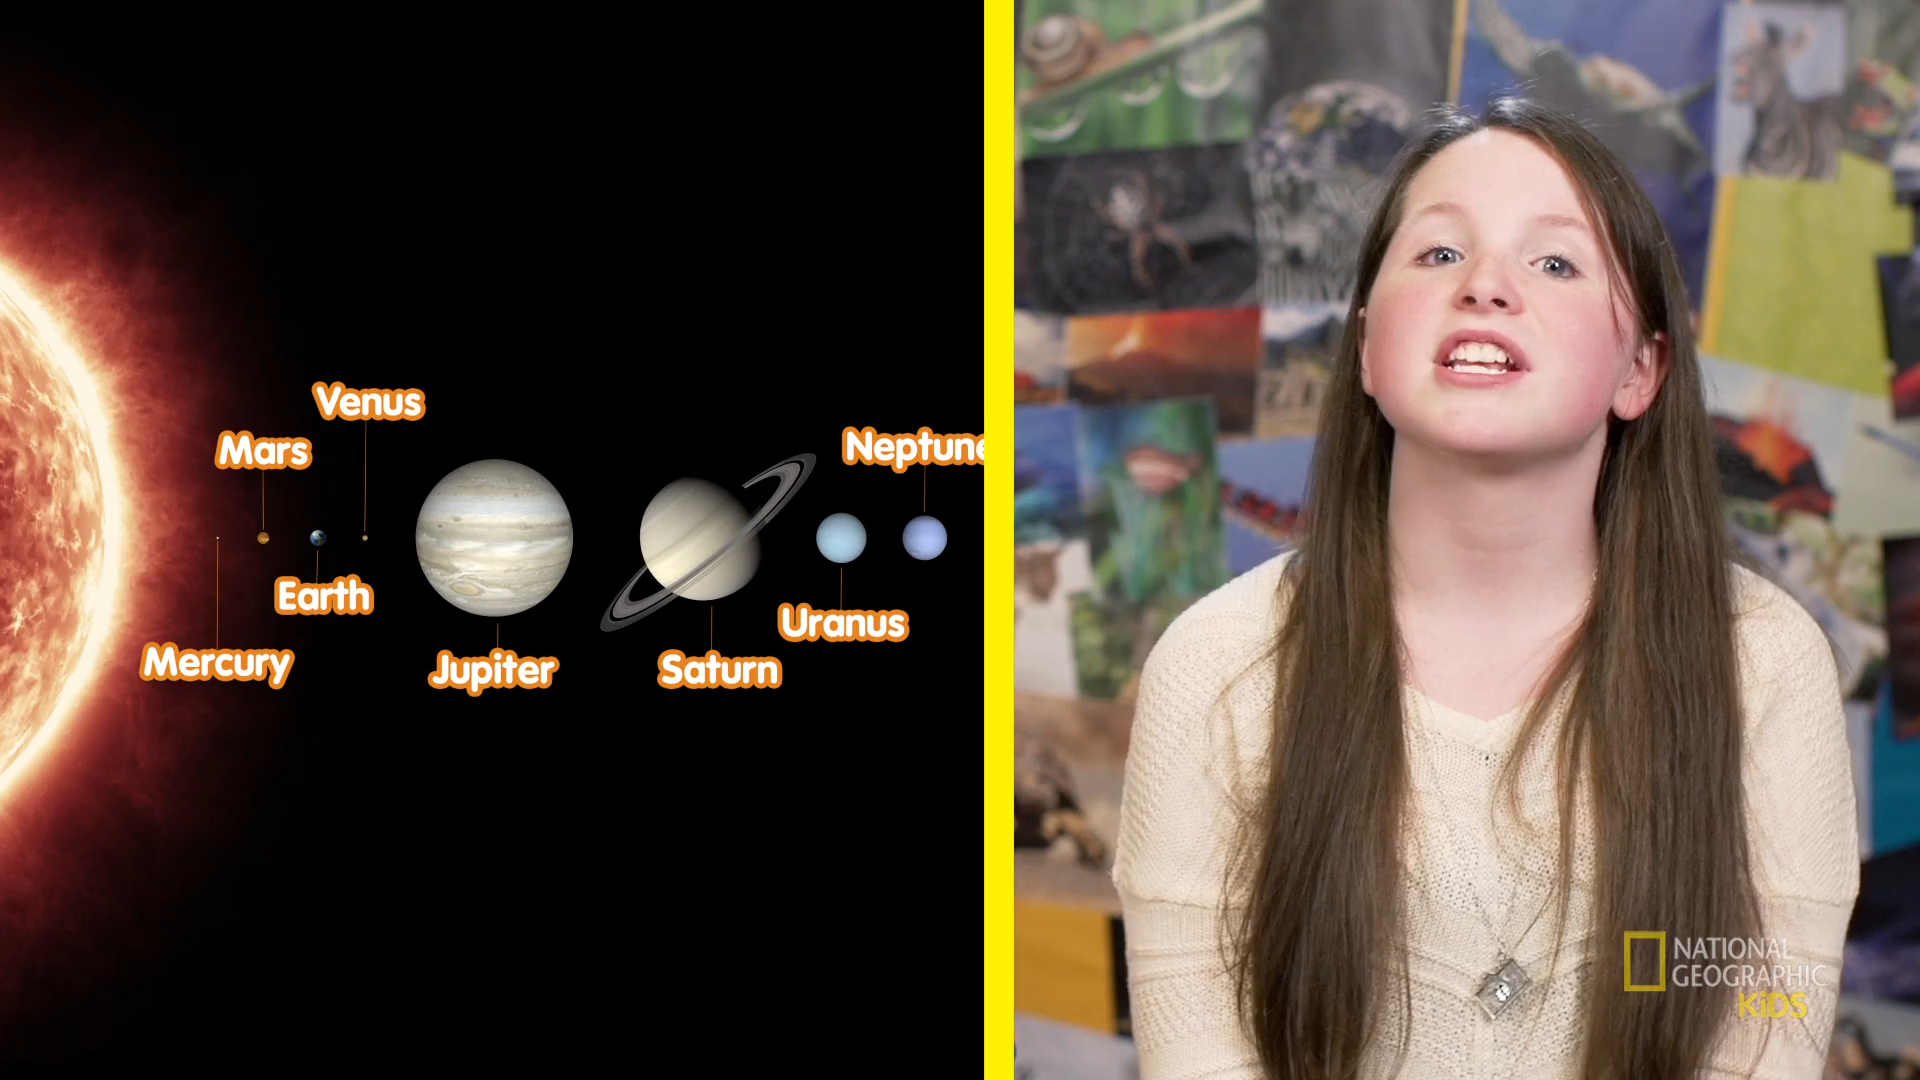 Venus
Mars
Neptune
Earth
Uranus
Mercury
Jupiter
Saturn
NATIONAL
GEOGRAPHIC
KiDS